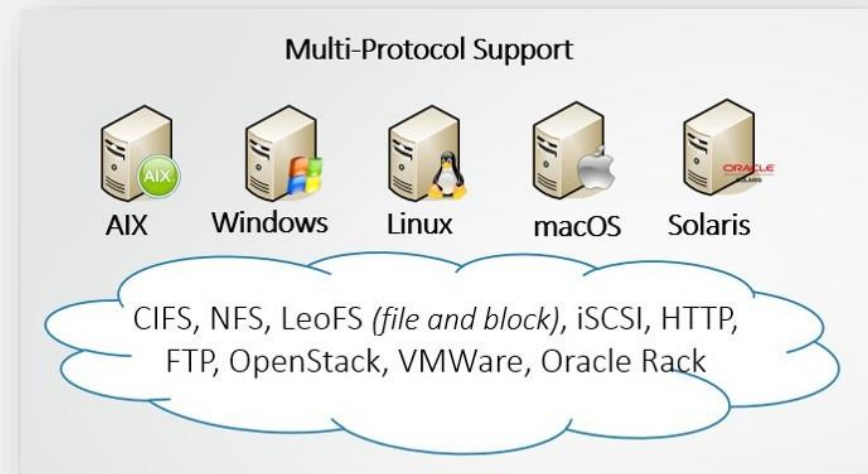 Multi-Protocol Support
AIX
ORACLE
SOLARIS
AIX Windows Linux macOS Solaris
CIFS, NFS, LeoFS (file and block), iSCSI, HTTP,
FTP, OpenStack, VMWare, Oracle Rack